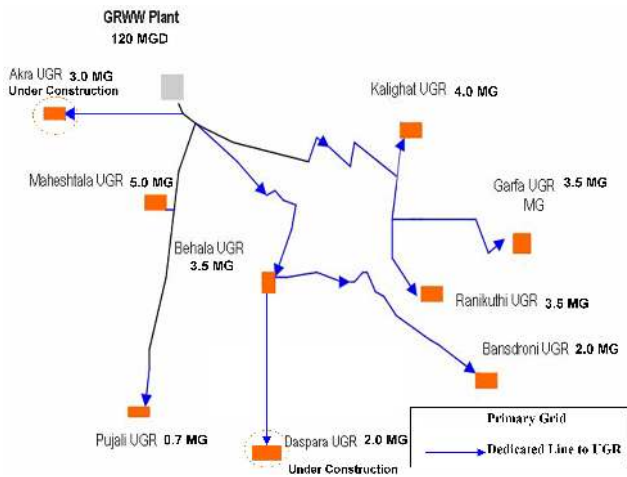 GRWW Plant
120 MGD
Akra UGR 3.0 MG
Under Construction
Kalighat UGR 4.0 MG
Maheshtala UGR 5.0 MG
Garfa UGR 3.5 MG
MG
Behala UGR
3.5 MG
Ranikuthi UGR 3.5 MG
Bansdroni UGR 2.0 MG
Pujali UGR 0.7 MG
Daspara UGR 2.0 MG
Under Construction
Primary Grid
Dedicated Line to UGR